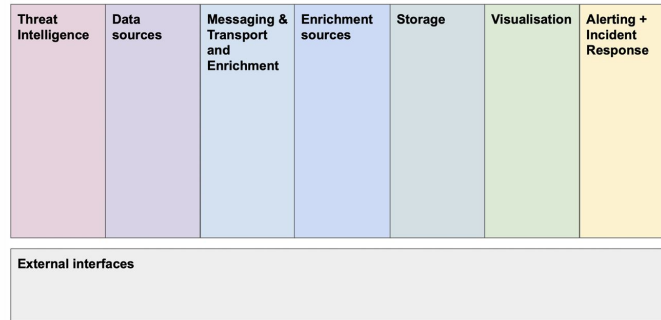 Threat
Intelligence
Data
sources
Messaging &
Transport
and
Enrichment
Enrichment
sources
Storage
Visualisation
Alerting +
Incident
Response
External interfaces